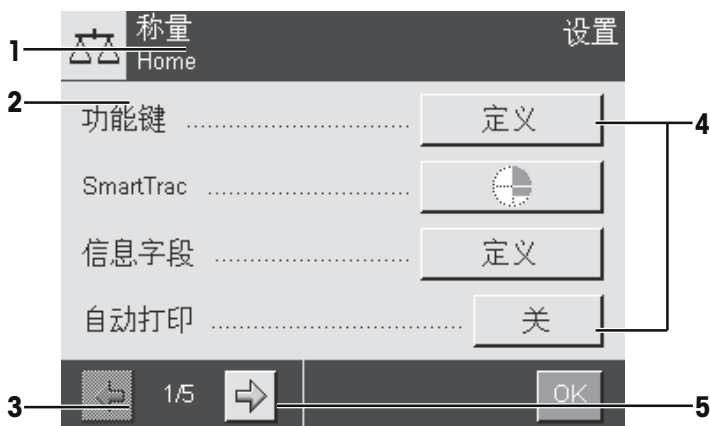 称量
Home
设置
1
2
功能键 ................................ 定义
4
SmartTrac .............................
信息字段 .............................. 定义
自动打印 .................................... 关
3
1/5
OK
5